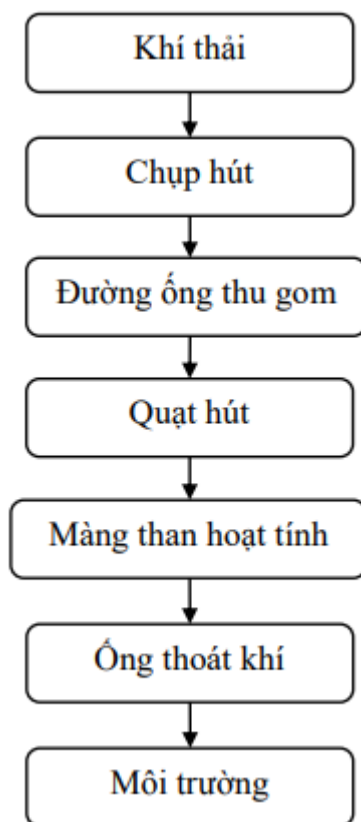 Khí thải
Chụp hút
Đường ống thu gom
Quạt hút
Màng than hoạt tính
Ống thoát khí
Môi trường